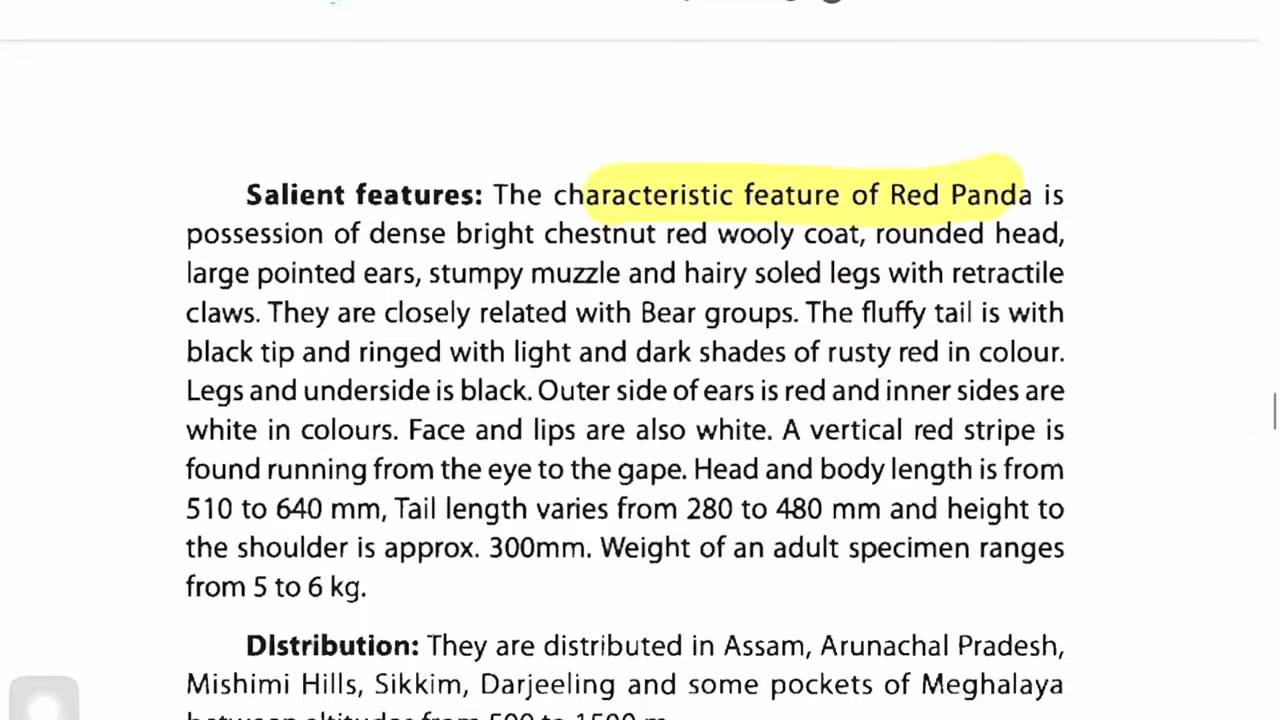 Salient features: The characteristic feature of Red Panda is
possession of dense bright chestnut red wooly coat, rounded head,
large pointed ears, stumpy muzzle and hairy soled legs with retractile
claws. They are closely related with Bear groups. The fluffy tail is with
black tip and ringed with light and dark shades of rusty red in colour.
Legs and underside is black. Outer side of ears is red and inner sides are
white in colours. Face and lips are also white. A vertical red stripe is
found running from the eye to the gape. Head and body length is from
510 to 640 mm, Tail length varies from 280 to 480 mm and height to
the shoulder is approx. 300mm. Weight of an adult specimen ranges
from 5 to 6 kg.
Distribution: They are distributed in Assam, Arunachal Pradesh,
Mishimi Hills, Sikkim, Darjeeling and some pockets of Meghalaya
between altitudes from 500 to 1500 m